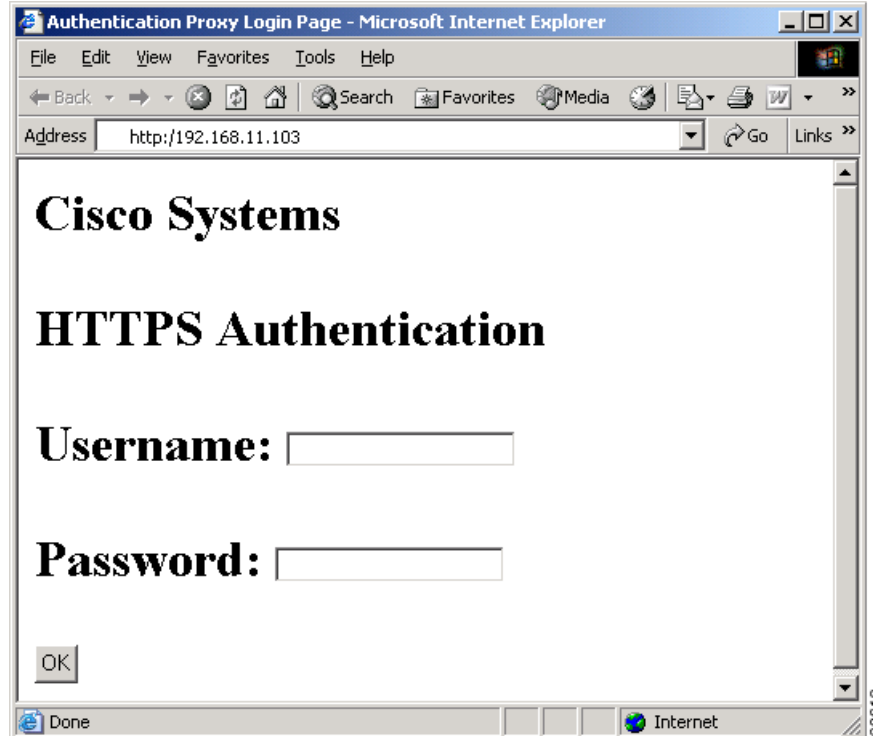 Authentication Proxy Login Page - Microsoft Internet Explorer
File Edit View Favorites Tools Help
Back Search Favorites Media W »
Address http:/192.168.11.103 Go Links »
Cisco Systems
HTTPS Authentication
Username:
Password:
OK
Done Internet